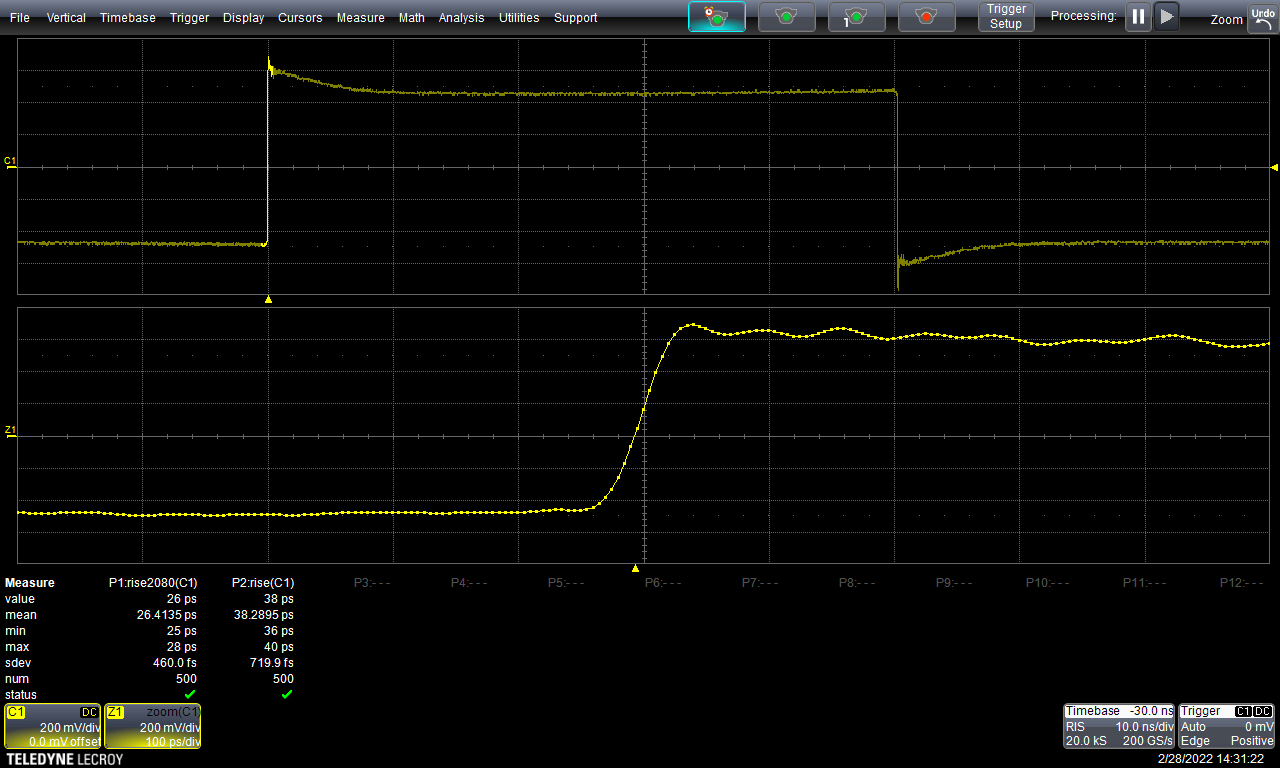 File Vertical Timebase Trigger Display Cursors Measure Math Analysis Utilities Support 1 Trigger Setup Processing: Zoom Undo
C1
Z1
Measure P1:rise2080(C1) P2:rise(C1) P3:- - - P4:- - - P5:- - - P6:- - - P7:- - - P8:- - - P9:- - - P10:- - - P11:- - - P12:- - -
value 26 ps 38 ps
mean 26.4135 ps 38.2895 ps
min 25 ps 36 ps
max 28 ps 40 ps
sdev 460.0 fs 719.9 fs
num 500 500
status
C1 DC Z1 zoom(C1) Timebase -30.0 ns Trigger C1 DC
200 mV/div 200 mV/div RIS 10.0 ns/div Auto 0 mV
0.0 mV offset 100 ps/div 20.0 kS 200 GS/s Edge Positive
TELEDYNE LECROY 2/28/2022 14:31:22